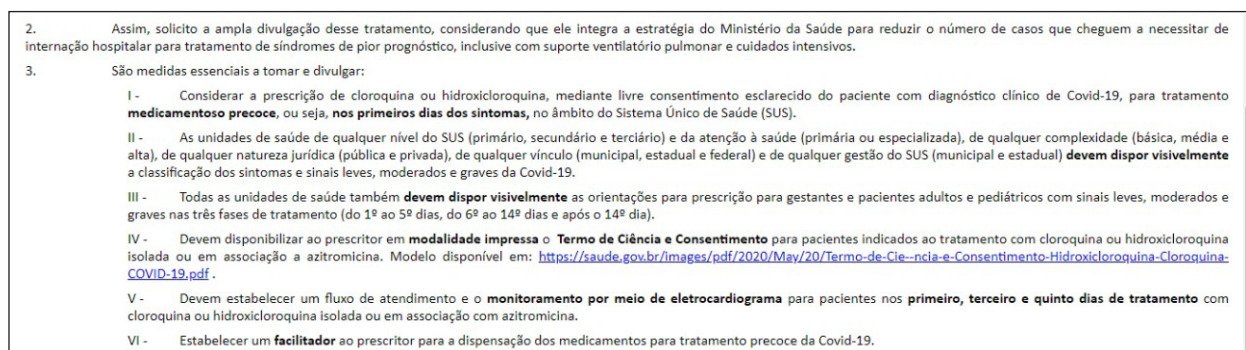 2. Assim, solicito a ampla divulgação desse tratamento, considerando que ele integra a estratégia do Ministério da Saúde para reduzir o número de casos que cheguem a necessitar de
internação hospitalar para tratamento de síndromes de pior prognóstico, inclusive com suporte ventilatório pulmonar e cuidados intensivos.
3. São medidas essenciais a tomar e divulgar:
I - Considerar a prescrição de cloroquina ou hidroxicloroquina, mediante livre consentimento esclarecido do paciente com diagnóstico clínico de Covid-19, para tratamento
medicamentoso precoce, ou seja, nos primeiros dias dos sintomas, no âmbito do Sistema Único de Saúde (SUS).
II - As unidades de saúde de qualquer nível do SUS (primário, secundário e terciário) e da atenção à saúde (primária ou especializada), de qualquer complexidade (básica, média e
alta), de qualquer natureza jurídica (pública e privada), de qualquer vínculo (municipal, estadual e federal) e de qualquer gestão do SUS (municipal e estadual) devem dispor visivelmente
a classificação dos sintomas e sinais leves, moderados e graves da Covid-19.
III - Todas as unidades de saúde também devem dispor visivelmente as orientações para prescrição para gestantes e pacientes adultos e pediátricos com sinais leves, moderados e
graves nas três fases de tratamento (do 1º ao 5º dias, do 6º ao 14º dias e após o 14º dia).
IV - Devem disponibilizar ao prescritor em modalidade impressa o Termo de Ciência e Consentimento para pacientes indicados ao tratamento com cloroquina ou hidroxicloroquina
isolada ou em associação a azitromicina. Modelo disponível em: https://saude.gov.br/images/pdf/2020/May/20/Termo-de-Cie--ncia-e-Consentimento-Hidroxicloroquina-Cloroquina-
COVID-19.pdf .
V - Devem estabelecer um fluxo de atendimento e o monitoramento por meio de eletrocardiograma para pacientes nos primeiro, terceiro e quinto dias de tratamento com
cloroquina ou hidroxicloroquina isolada ou em associação com azitromicina.
VI - Estabelecer um facilitador ao prescritor para a dispensação dos medicamentos para tratamento precoce da Covid-19.